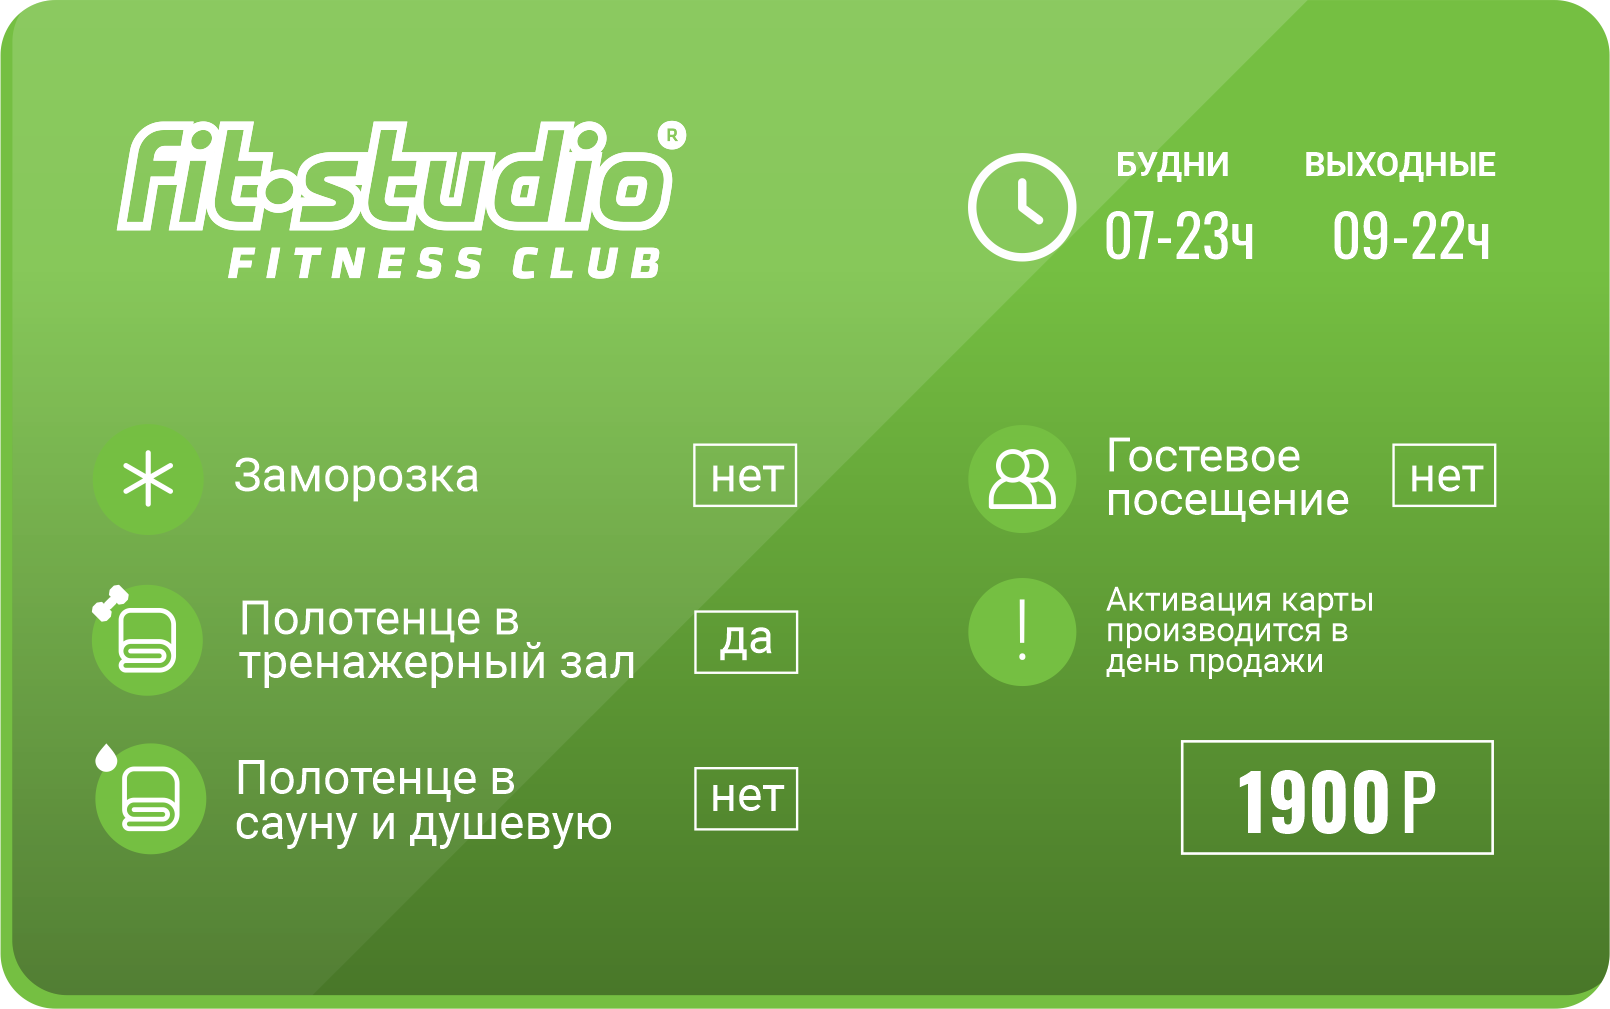 fit·studio®
FITNESS CLUB
БУДНИ ВЫХОДНЫЕ
07-23ч 09-22ч
Заморозка нет
Полотенце в
тренажерный зал да
Полотенце в
сауну и душевую нет
Гостевое
посещение нет
Активация карты
производится в
день продажи
1900 Р